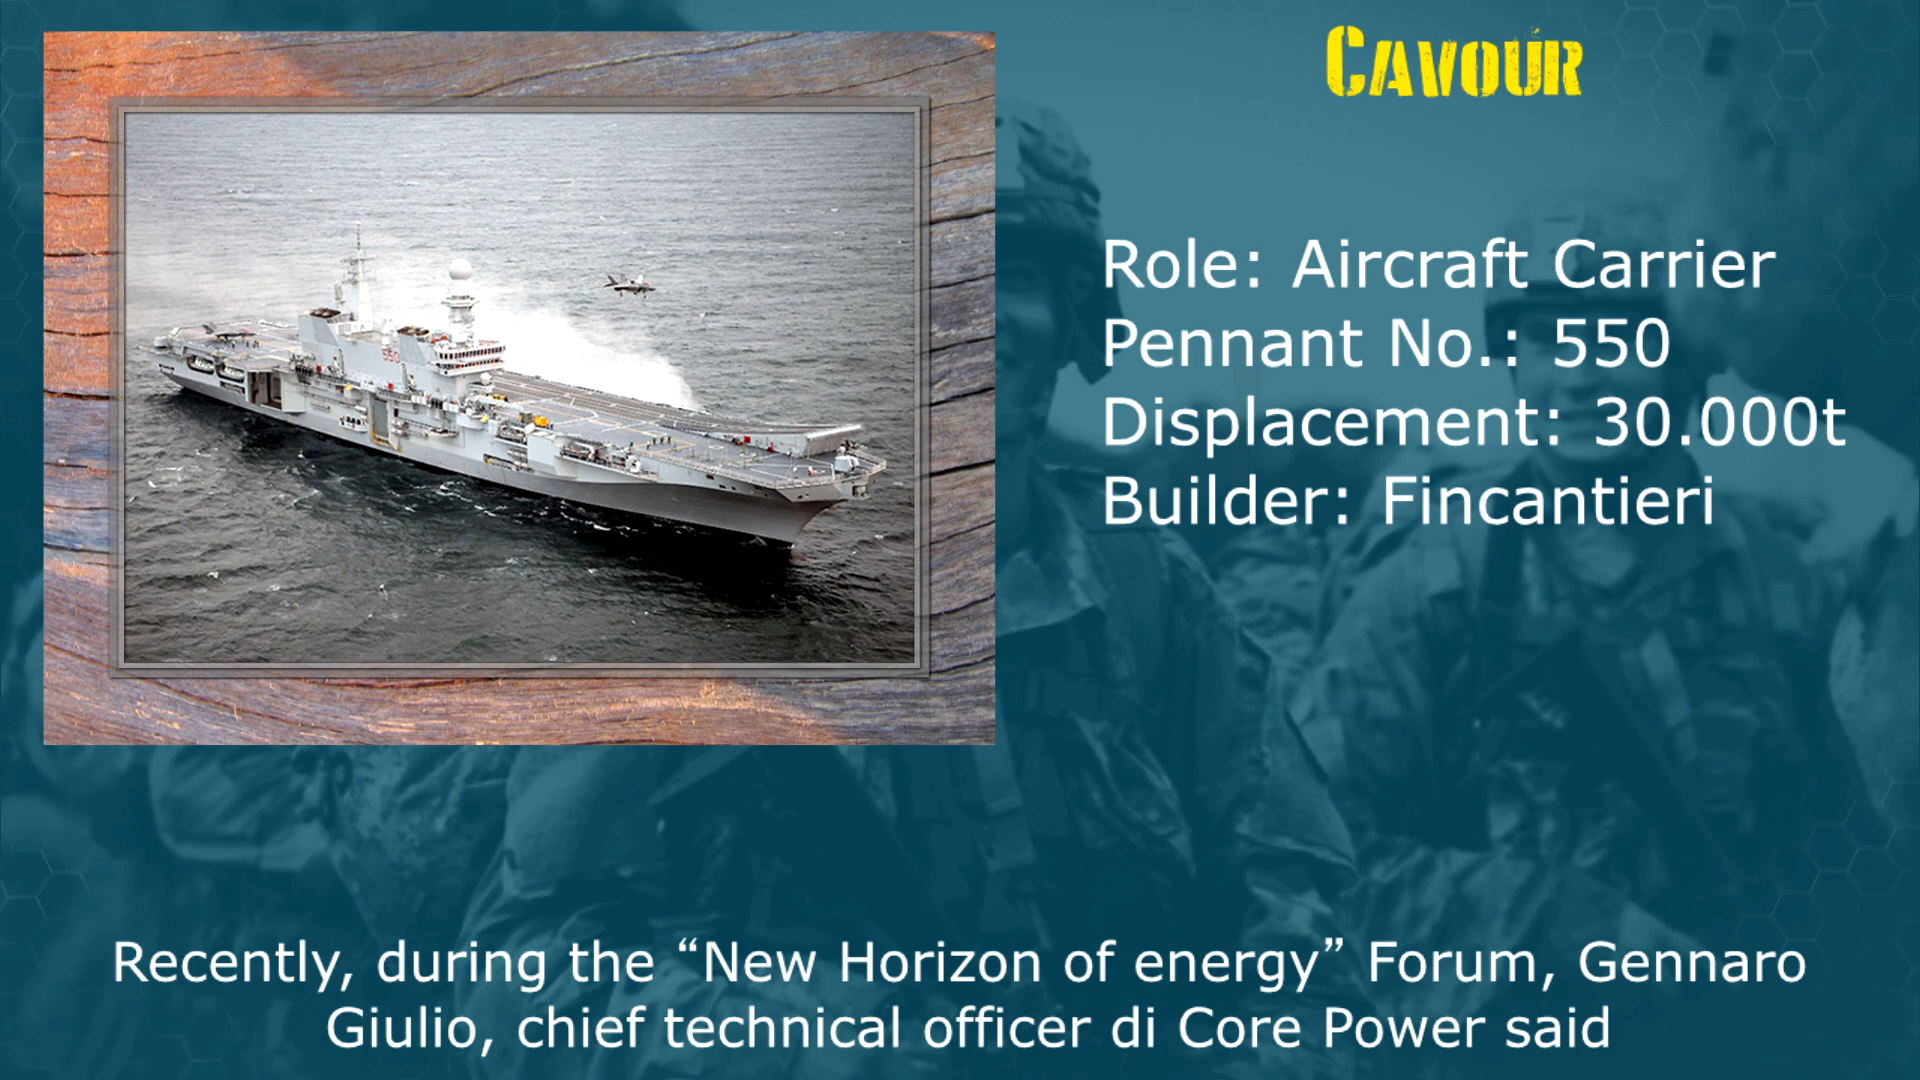 Cavour
Role: Aircraft Carrier
Pennant No.: 550
Displacement: 30.000t
Builder: Fincantieri
550
Recently, during the “New Horizon of energy” Forum, Gennaro
Giulio, chief technical officer di Core Power said